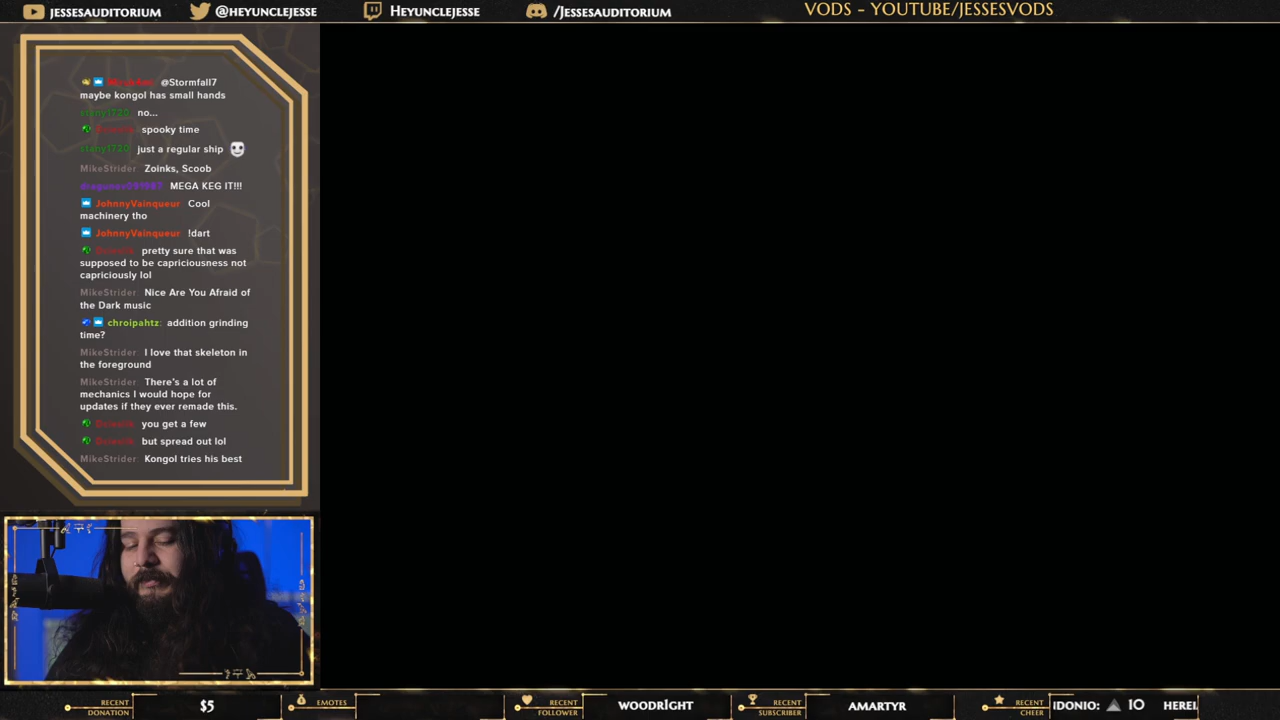 JESSESAUDITORIUM @HEYUNCLEJESSE HEYUNCLEJESSE /JESSESAUDITORIUM VODS - YOUTUBE/JESSESVODS
@Stormfall7
maybe kongol has small hands
no...
spooky time
just a regular ship
MikeStrider Zoinks, Scoob
MEGA KEG IT!!!
JohnnyVainqueur Cool
machinery tho
JohnnyVainqueur !dart
pretty sure that was
supposed to be capriciousness not
capriciously lol
MikeStrider Nice Are You Afraid of
the Dark music
chroipahtz: addition grinding
time?
MikeStrider I love that skeleton in
the foreground
MikeStrider There's a lot of
mechanics I would hope for
updates if they ever remade this.
you get a few
but spread out lol
MikeStrider Kongol tries his best
RECENT
DONATION
$5
EMOTES
RECENT
FOLLOWER
WOODR1GHT
RECENT
SUBSCRIBER
AMARTYR
RECENT
CHEER
IDONIO: 10 HEREI